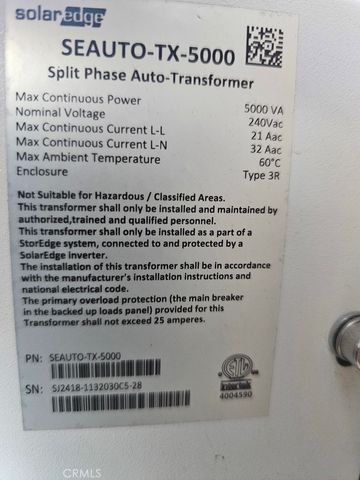 solaredge
SEAUTO-TX-5000
Split Phase Auto-Transformer
Max Continuous Power 5000 VA
Nominal Voltage 240Vac
Max Continuous Current L-L 21 Aac
Max Continuous Current L-N 32 Aac
Max Ambient Temperature 60°C
Enclosure Type 3R
Not Suitable for Hazardous / Classified Areas.
This transformer shall only be installed and maintained by
authorized,trained and qualified personnel.
This transformer shall only be installed as a part of a
StorEdge system, connected to and protected by a
SolarEdge inverter.
The installation of this transformer shall be in accordance
with the manufacturer's installation instructions and
national electrical code.
The primary overload protection (the main breaker
in the backed up loads panel) provided for this
Transformer shall not exceed 25 amperes.
PN: SEAUTO-TX-5000
SN: SJ2418-1132030C5-28
ETL
Intertek
4004590
CRMLS